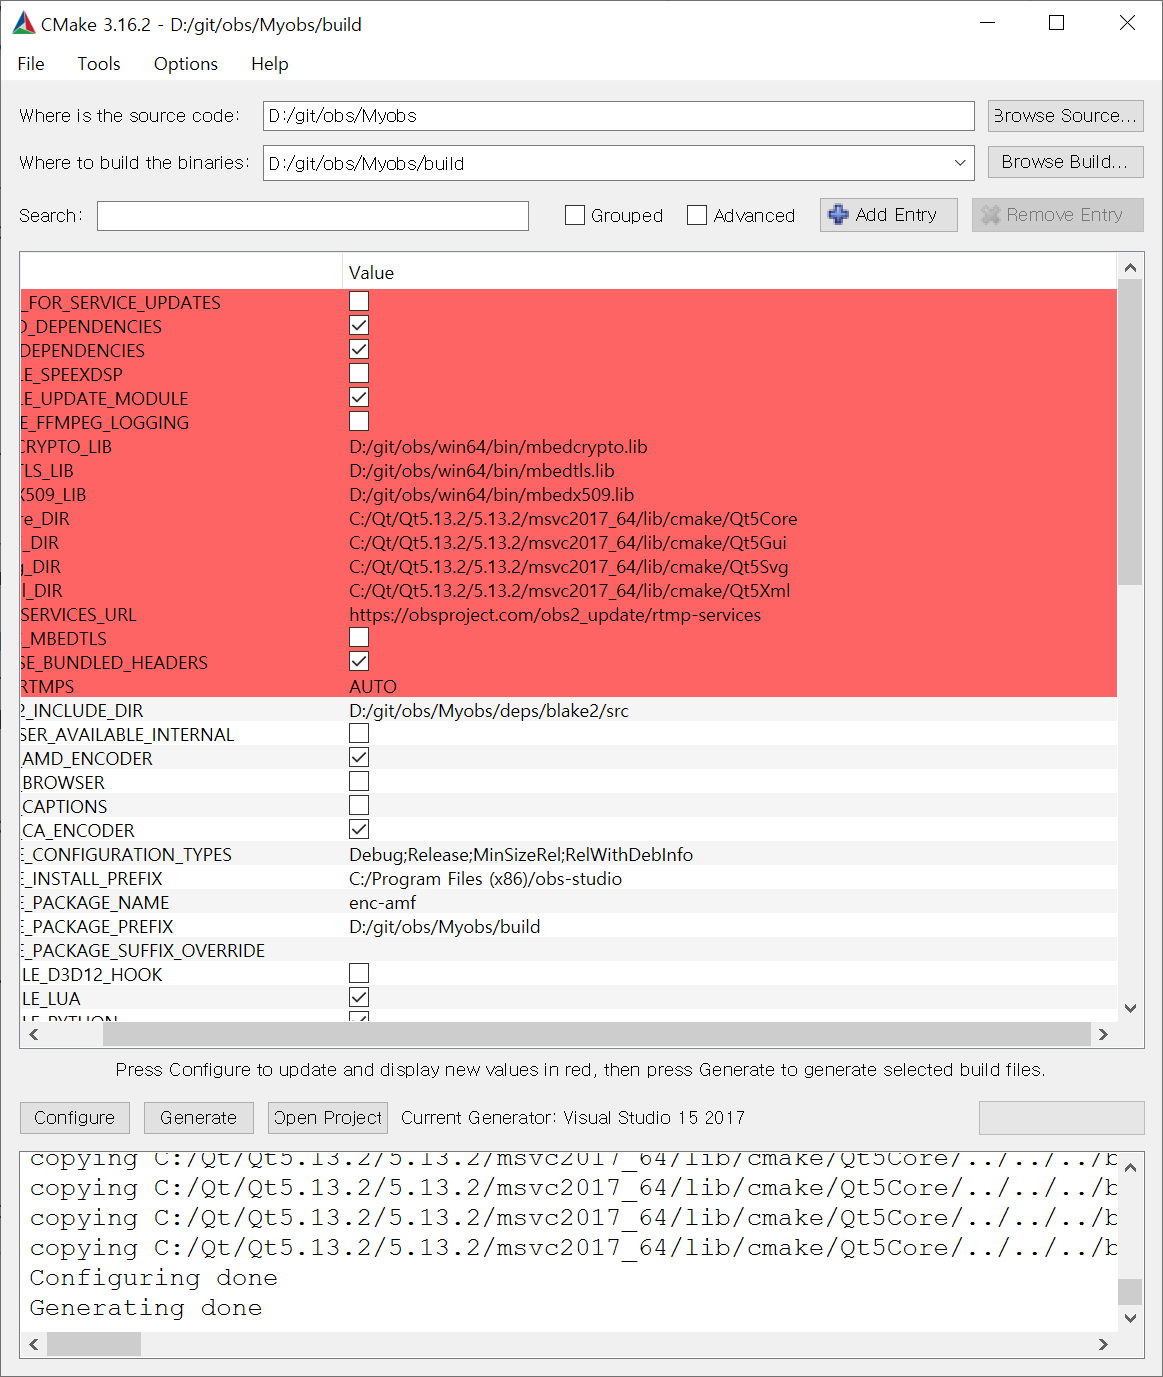 CMake 3.16.2 - D:/git/obs/Myobs/build
File Tools Options Help
Where is the source code: D:/git/obs/Myobs Browse Source...
Where to build the binaries: D:/git/obs/Myobs/build Browse Build...
Search: Grouped Advanced Add Entry Remove Entry
Value
_FOR_SERVICE_UPDATES
D_DEPENDENCIES
DEPENDENCIES
LE_SPEEXDSP
LE_UPDATE_MODULE
E_FFMPEG_LOGGING
CRYPTO_LIB D:/git/obs/win64/bin/mbedcrypto.lib
TLS_LIB D:/git/obs/win64/bin/mbedtls.lib
X509_LIB D:/git/obs/win64/bin/mbedx509.lib
re_DIR C:/Qt/Qt5.13.2/5.13.2/msvc2017_64/lib/cmake/Qt5Core
_DIR C:/Qt/Qt5.13.2/5.13.2/msvc2017_64/lib/cmake/Qt5Gui
g_DIR C:/Qt/Qt5.13.2/5.13.2/msvc2017_64/lib/cmake/Qt5Svg
l_DIR C:/Qt/Qt5.13.2/5.13.2/msvc2017_64/lib/cmake/Qt5Xml
SERVICES_URL https://obsproject.com/obs2_update/rtmp-services
_MBEDTLS
SE_BUNDLED_HEADERS
RTMPS AUTO
2_INCLUDE_DIR D:/git/obs/Myobs/deps/blake2/src
SER_AVAILABLE_INTERNAL
_AMD_ENCODER
_BROWSER
_CAPTIONS
_CA_ENCODER
E_CONFIGURATION_TYPES Debug;Release;MinSizeRel;RelWithDebInfo
E_INSTALL_PREFIX C:/Program Files (x86)/obs-studio
E_PACKAGE_NAME enc-amf
E_PACKAGE_PREFIX D:/git/obs/Myobs/build
E_PACKAGE_SUFFIX_OVERRIDE
LE_D3D12_HOOK
LE_LUA
LE_PYTHON
Press Configure to update and display new values in red, then press Generate to generate selected build files.
Configure Generate Open Project Current Generator: Visual Studio 15 2017
copying C:/Qt/Qt5.13.2/5.13.2/msvc2017_64/lib/cmake/Qt5Core/../../../b
copying C:/Qt/Qt5.13.2/5.13.2/msvc2017_64/lib/cmake/Qt5Core/../../../b
copying C:/Qt/Qt5.13.2/5.13.2/msvc2017_64/lib/cmake/Qt5Core/../../../b
copying C:/Qt/Qt5.13.2/5.13.2/msvc2017_64/lib/cmake/Qt5Core/../../../b
Configuring done
Generating done